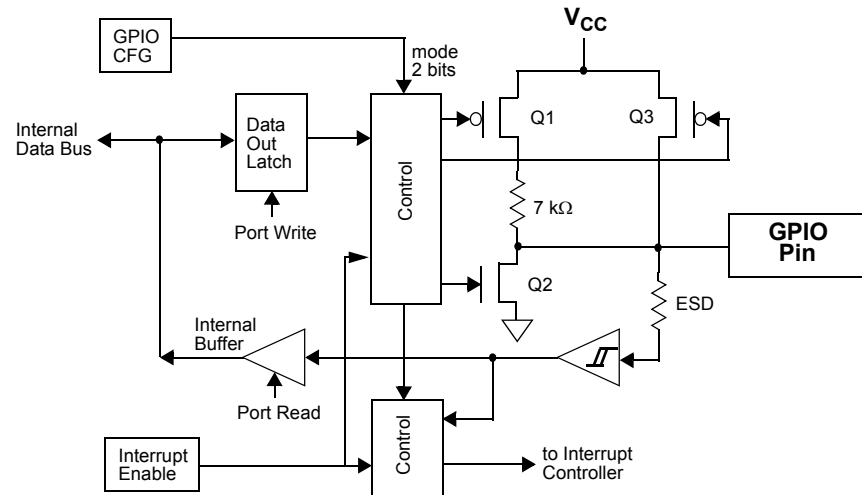 GPIO
CFG
mode
2 bits
VCC
Q1
Q3
Internal
Data Bus
Data
Out
Latch
Control
7 kΩ
Port Write
GPIO
Pin
Q2
ESD
Internal
Buffer
Port Read
Interrupt
Enable
Control
to Interrupt
Controller